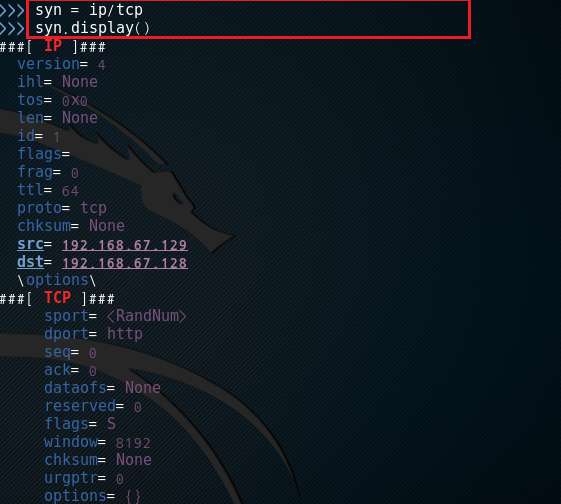 >>> syn = ip/tcp
>>> syn.display()
###[ IP ]###
version= 4
ihl= None
tos= 0x0
len= None
id= 1
flags=
frag= 0
ttl= 64
proto= tcp
chksum= None
src= 192.168.67.129
dst= 192.168.67.128
\options\
###[ TCP ]###
sport= <RandNum>
dport= http
seq= 0
ack= 0
dataofs= None
reserved= 0
flags= S
window= 8192
chksum= None
urgptr= 0
options= {}